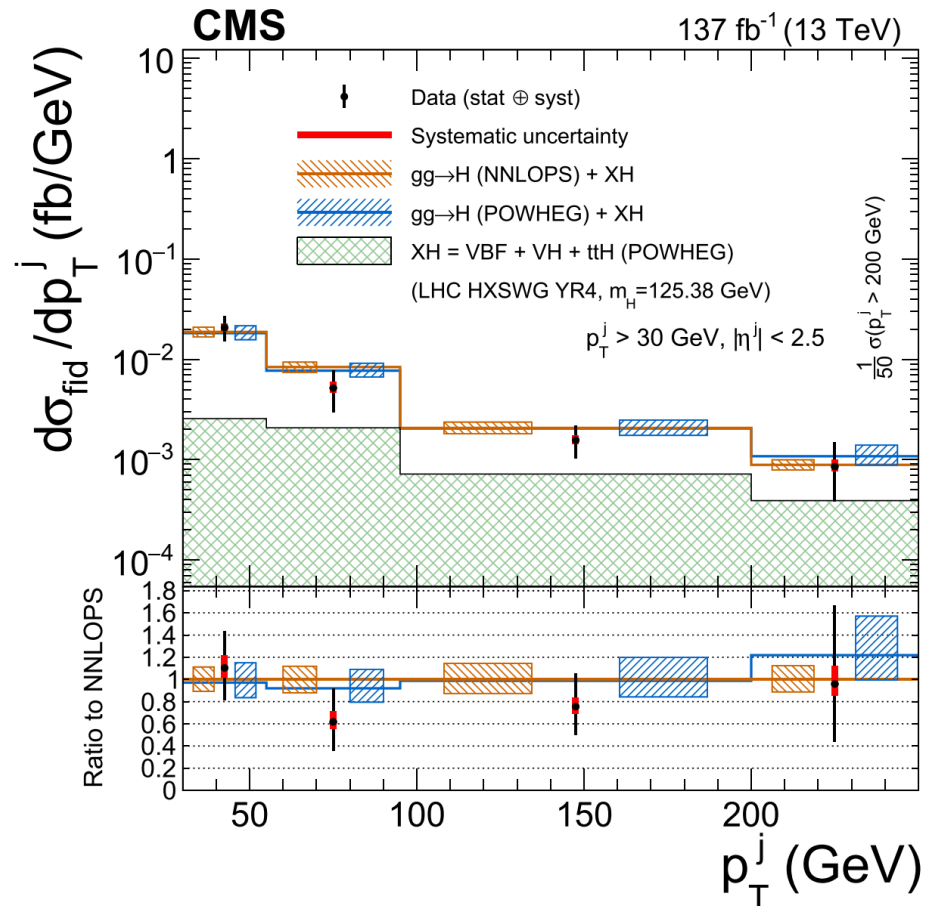 CMS
137 fb⁻¹ (13 TeV)
dσ_fid/dp_T^j (fb/GeV)
10
1
10⁻¹
10⁻²
10⁻³
10⁻⁴
Data (stat ⊕ syst)
Systematic uncertainty
gg→H (NNLOPS) + XH
gg→H (POWHEG) + XH
XH = VBF + VH + ttH (POWHEG)
(LHC HXSWG YR4, m_H=125.38 GeV)
p_T^j > 30 GeV, |η^j| < 2.5
1/50 σ(p_T^j > 200 GeV)
Ratio to NNLOPS
1.8
1.6
1.4
1.2
1
0.8
0.6
0.4
0.2
0
50 100 150 200
p_T^j (GeV)